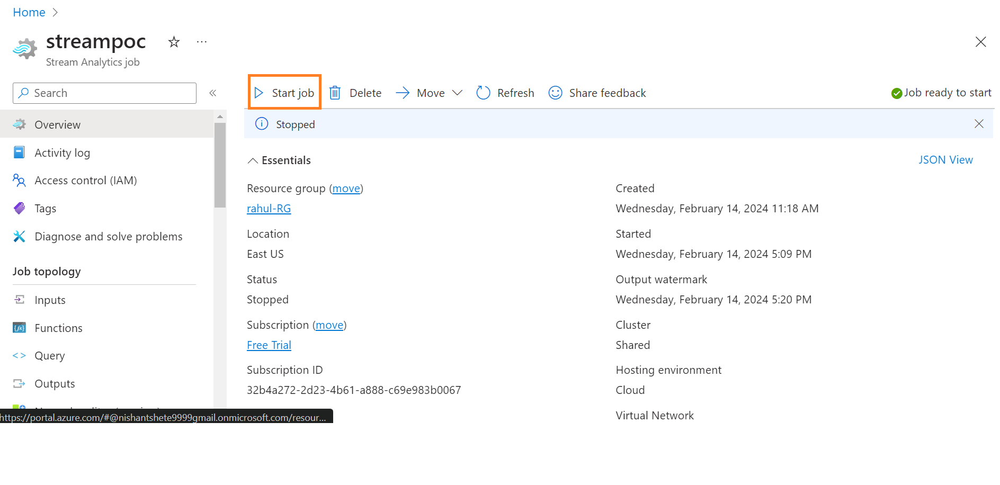 Home
streampoc
...
Stream Analytics job
Search
Start job
Delete
Move
Refresh
Share feedback
Job ready to start
Stopped
Overview
Activity log
Access control (IAM)
Tags
Diagnose and solve problems
Job topology
Inputs
Functions
Query
Outputs
Essentials
JSON View
Resource group (move)
rahul-RG
Location
East US
Status
Stopped
Subscription (move)
Free Trial
Subscription ID
32b4a272-2d23-4b61-a888-c69e983b0067
Created
Wednesday, February 14, 2024 11:18 AM
Started
Wednesday, February 14, 2024 5:09 PM
Output watermark
Wednesday, February 14, 2024 5:20 PM
Cluster
Shared
Hosting environment
Cloud
Virtual Network
https://portal.azure.com/#@nishantshete9999gmail.onmicrosoft.com/resour...